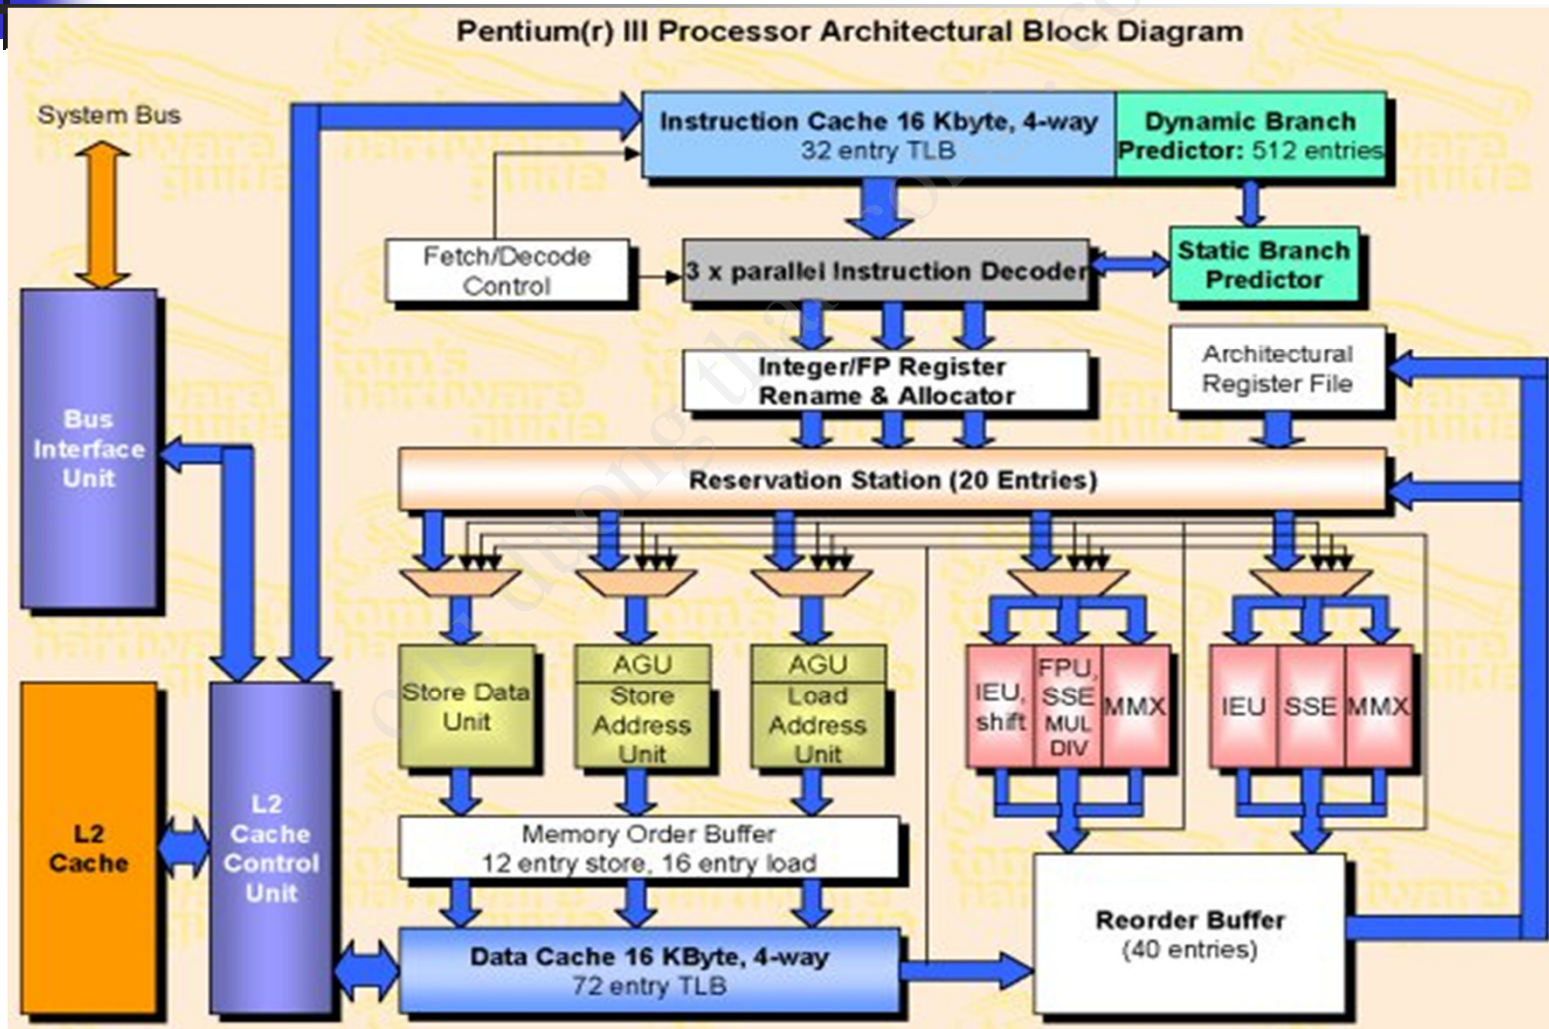 Pentium(r) III Processor Architectural Block Diagram
System Bus
Instruction Cache 16 Kbyte, 4-way
32 entry TLB
Dynamic Branch
Predictor: 512 entries
Fetch/Decode
Control
3 x parallel Instruction Decoder
Static Branch
Predictor
Integer/FP Register
Rename & Allocator
Architectural
Register File
Bus
Interface
Unit
Reservation Station (20 Entries)
Store Data
Unit
AGU
Store
Address
Unit
AGU
Load
Address
Unit
IEU,
shift
FPU,
SSE
MUL
DIV
MMX
IEU
SSE
MMX
L2
Cache
L2
Cache
Control
Unit
Memory Order Buffer
12 entry store, 16 entry load
Data Cache 16 KByte, 4-way
72 entry TLB
Reorder Buffer
(40 entries)
tom's
hardware
guide